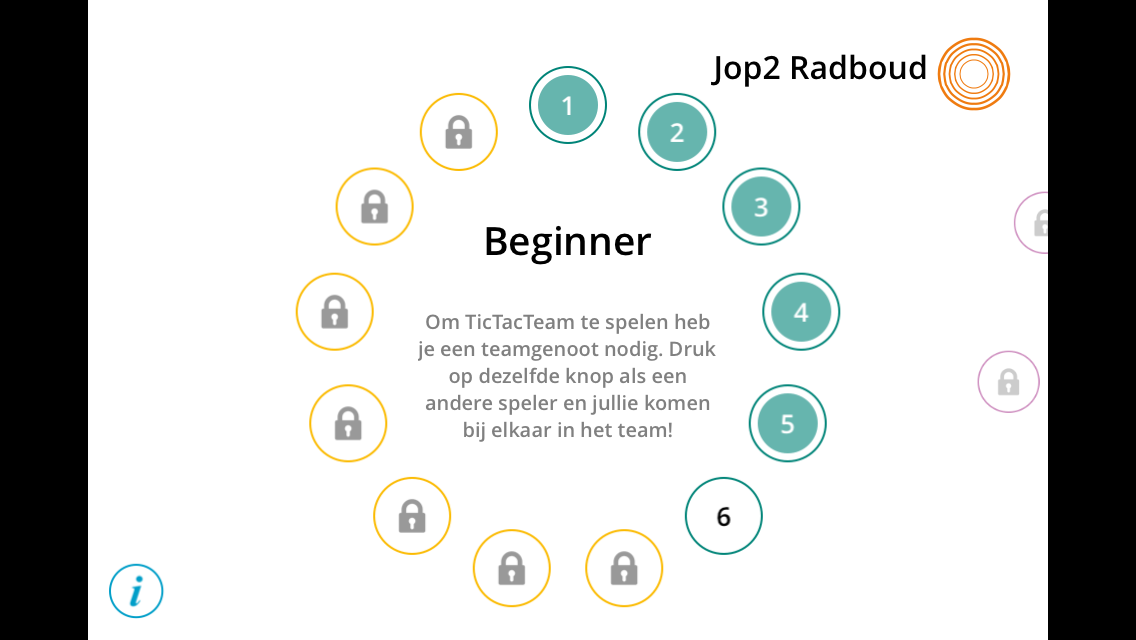 Jop2 Radboud
1
2
3
4
5
6
Beginner
Om TicTacTeam te spelen heb
je een teamgenoot nodig. Druk
op dezelfde knop als een
andere speler en jullie komen
bij elkaar in het team!
i